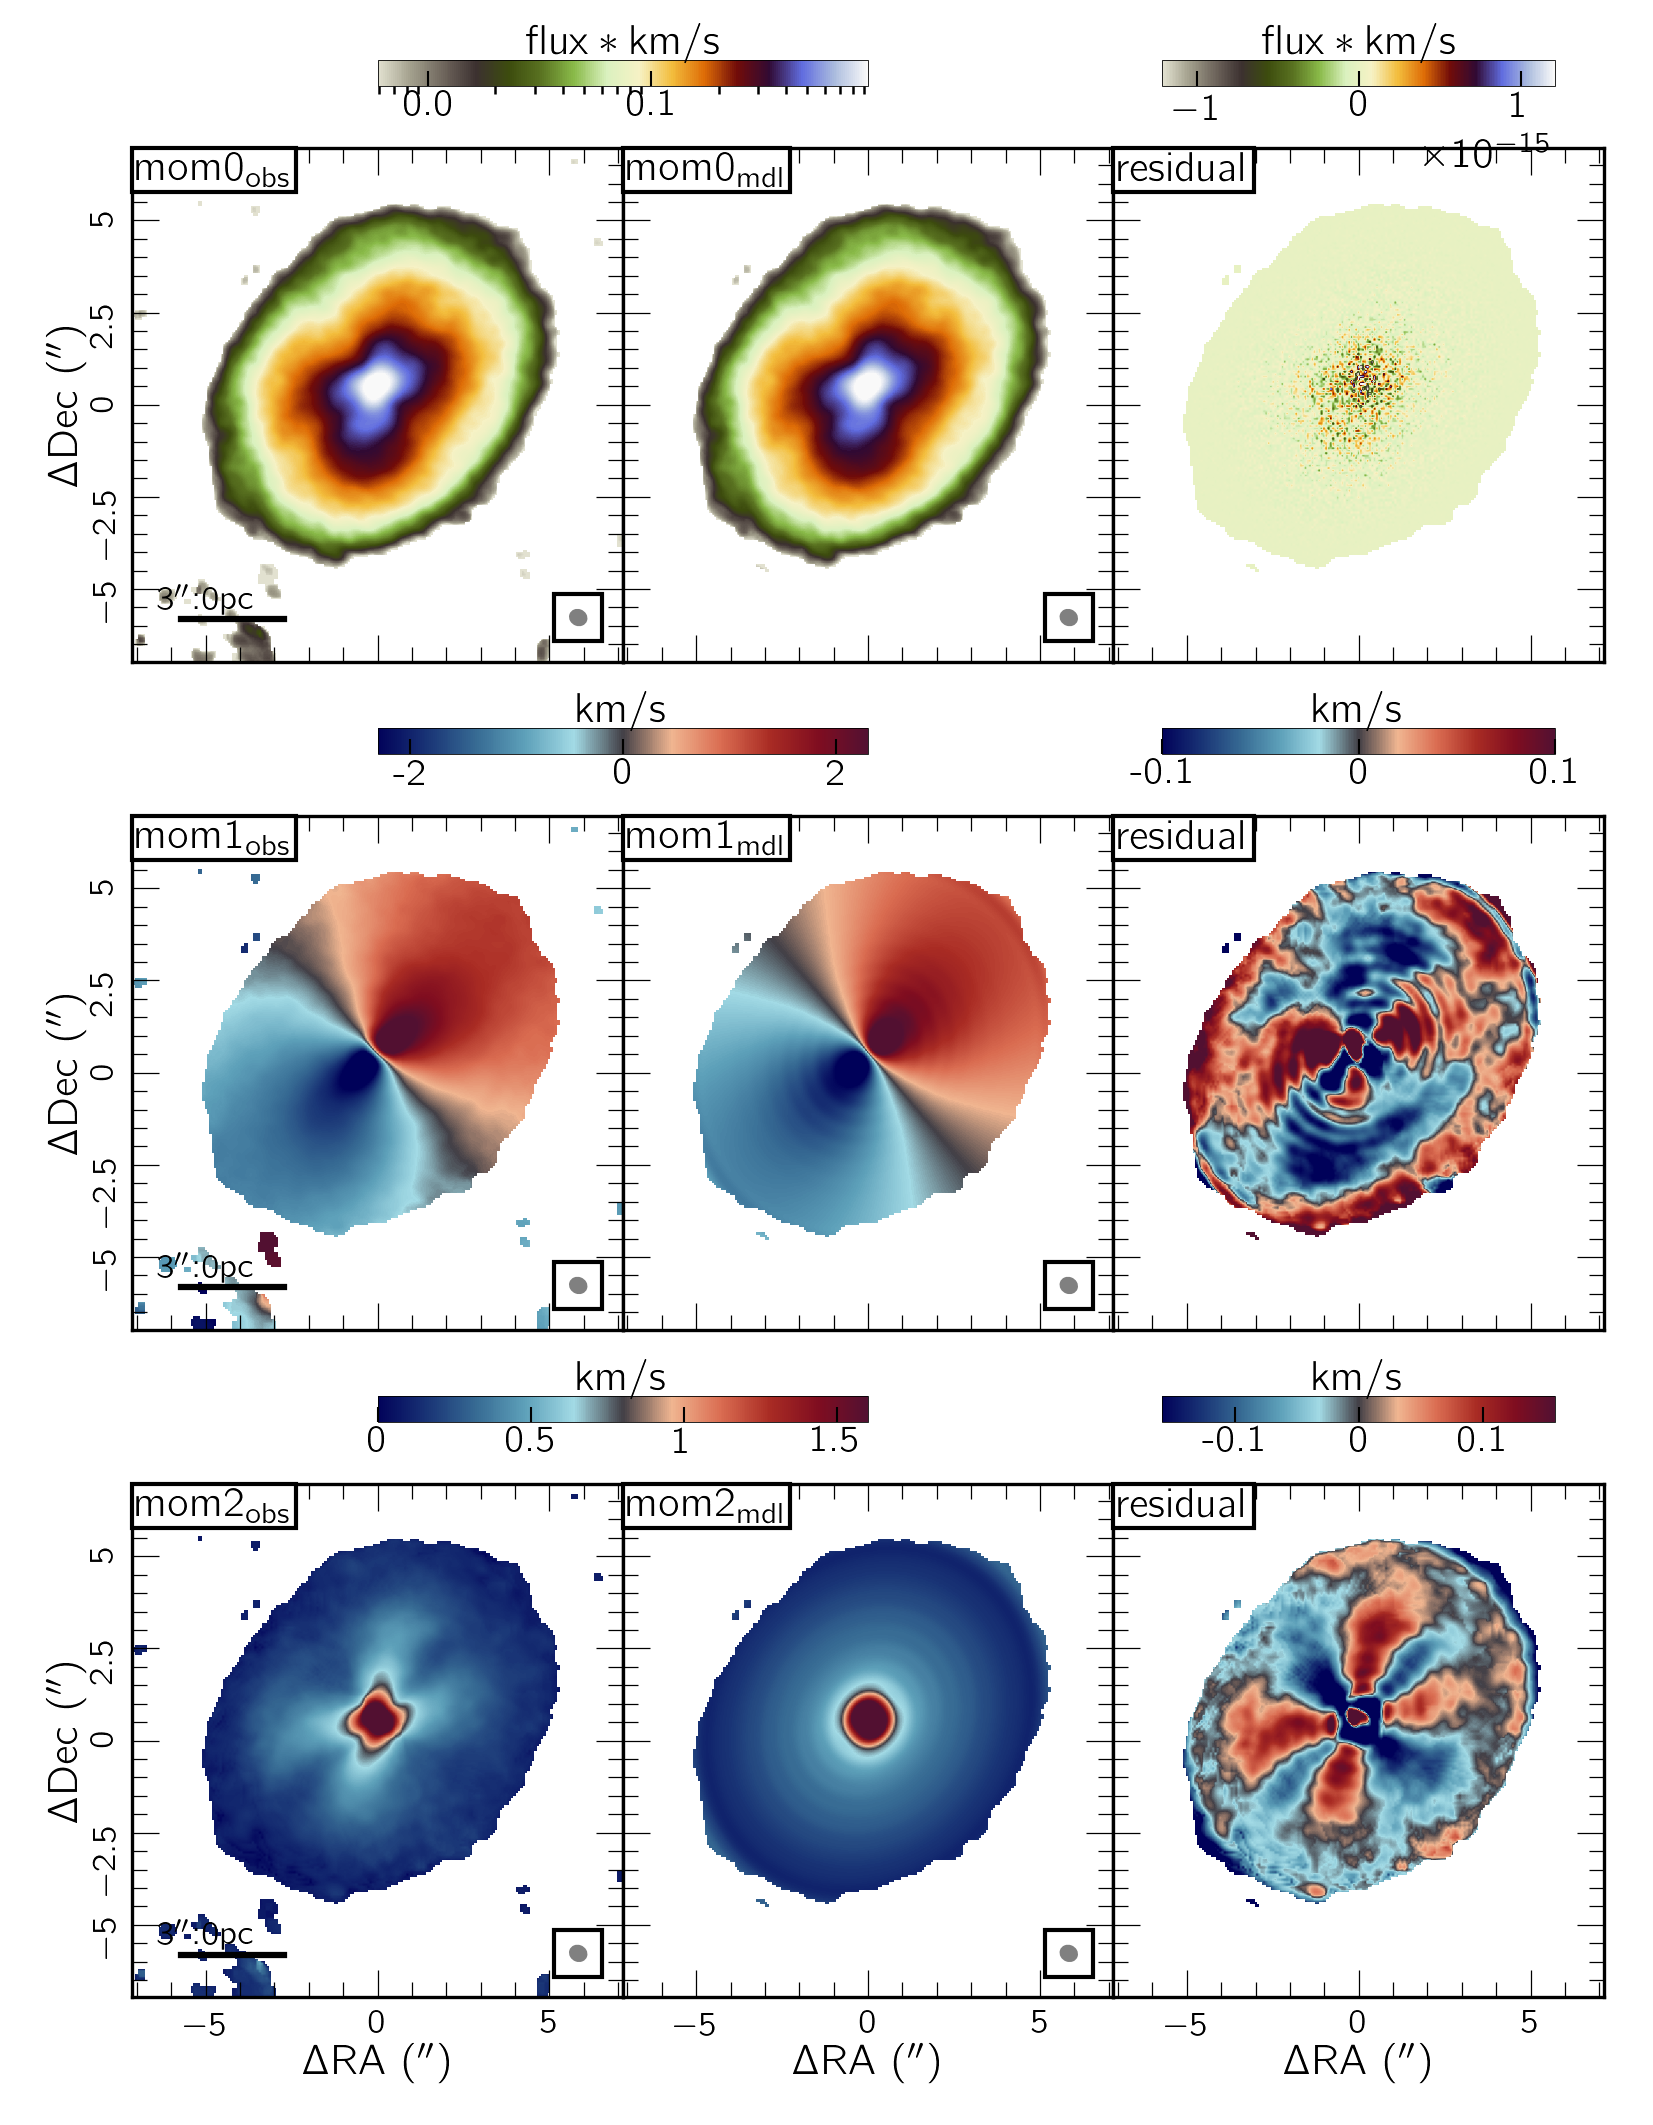 flux ∗ km/s
flux ∗ km/s
0.0 0.1
−1 0 1
×10⁻¹⁵
mom0obs
mom0mdl
residual
5
2.5
0
−2.5
−5
ΔDec (″)
3″:0pc
km/s
km/s
-2 0 2
-0.1 0 0.1
mom1obs
mom1mdl
residual
5
2.5
0
−2.5
−5
ΔDec (″)
3″:0pc
km/s
km/s
0 0.5 1 1.5
-0.1 0 0.1
mom2obs
mom2mdl
residual
5
2.5
0
−2.5
−5
ΔDec (″)
3″:0pc
−5 0 5
−5 0 5
−5 0 5
ΔRA (″)
ΔRA (″)
ΔRA (″)